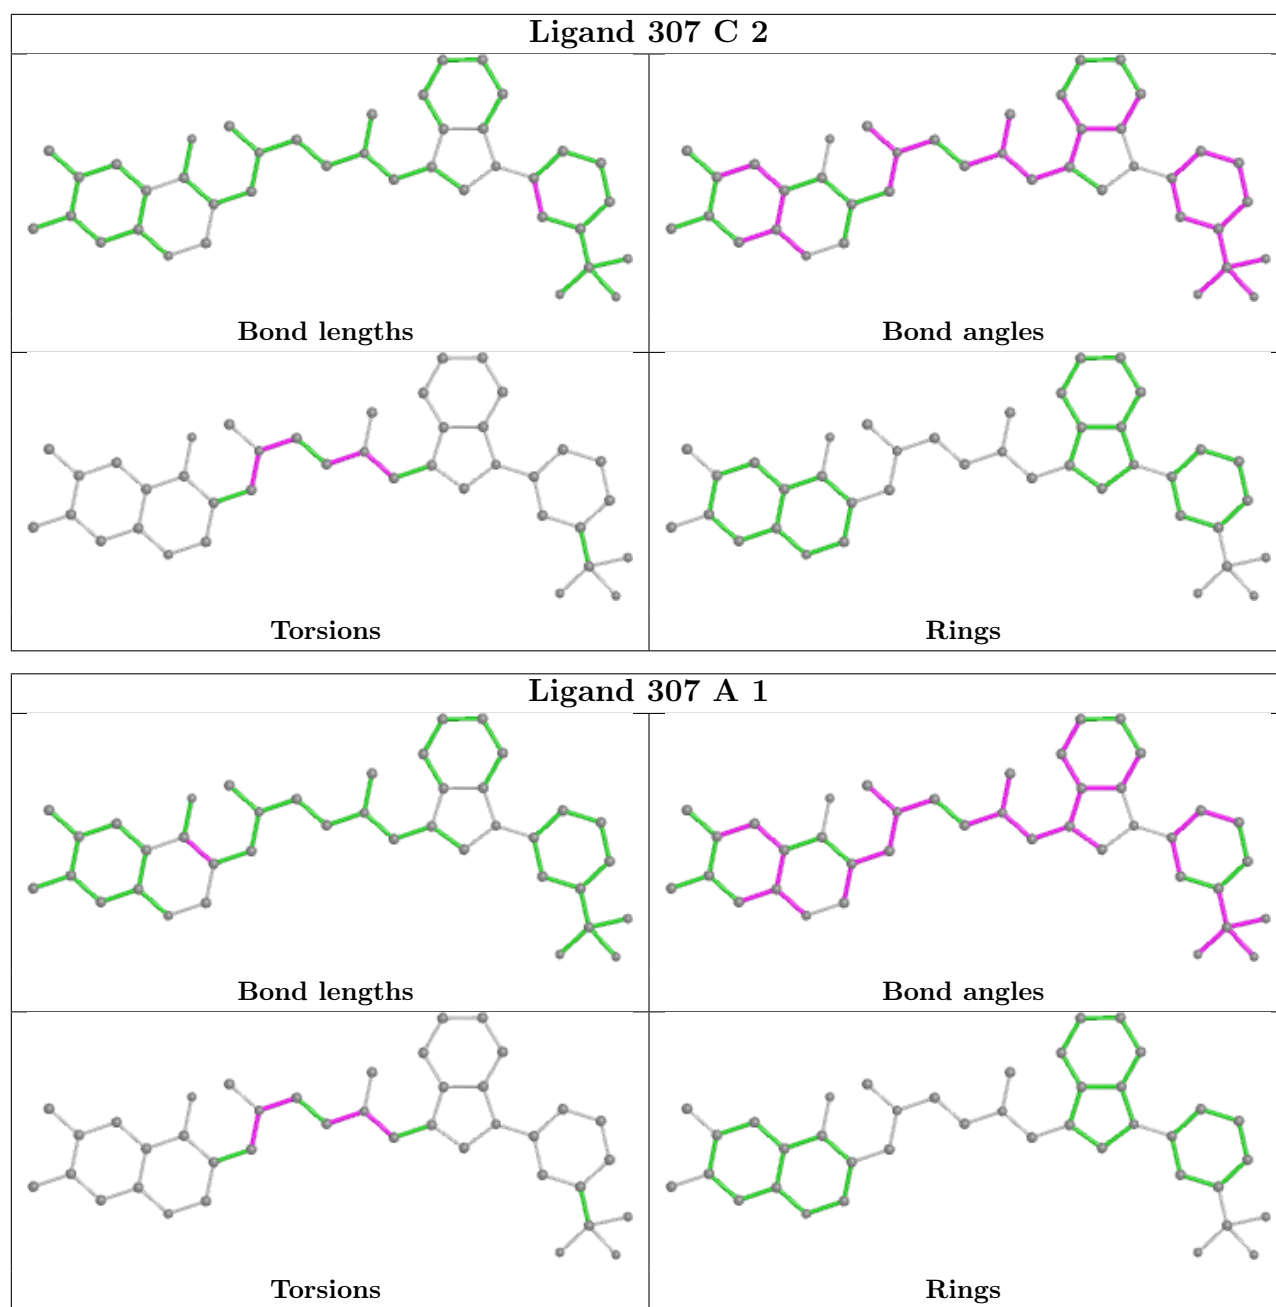 Ligand 307 C 2
Bond lengths
Bond angles
Torsions
Rings
Ligand 307 A 1
Bond lengths
Bond angles
Torsions
Rings